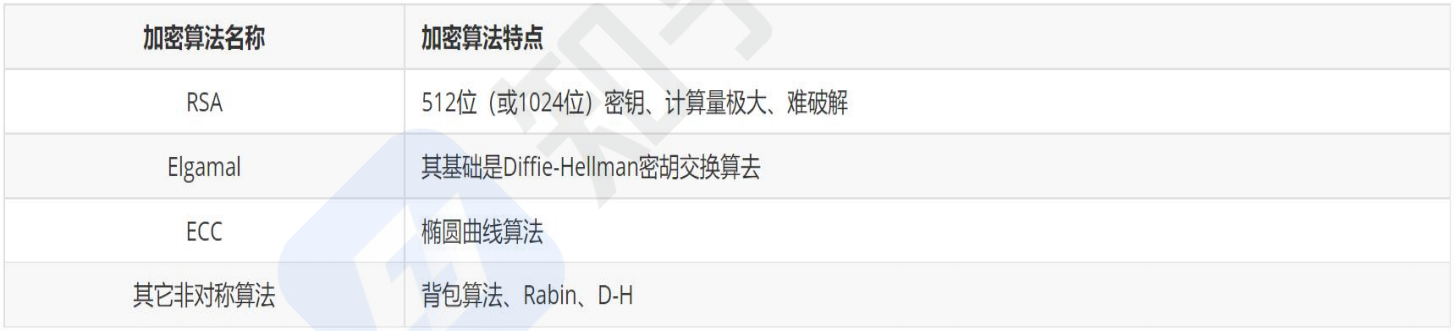 加密算法名称 加密算法特点
RSA 512位（或1024位）密钥、计算量极大、难破解
Elgamal 其基础是Diffie-Hellman密胡交换算去
ECC 椭圆曲线算法
其它非对称算法 背包算法、Rabin、D-H